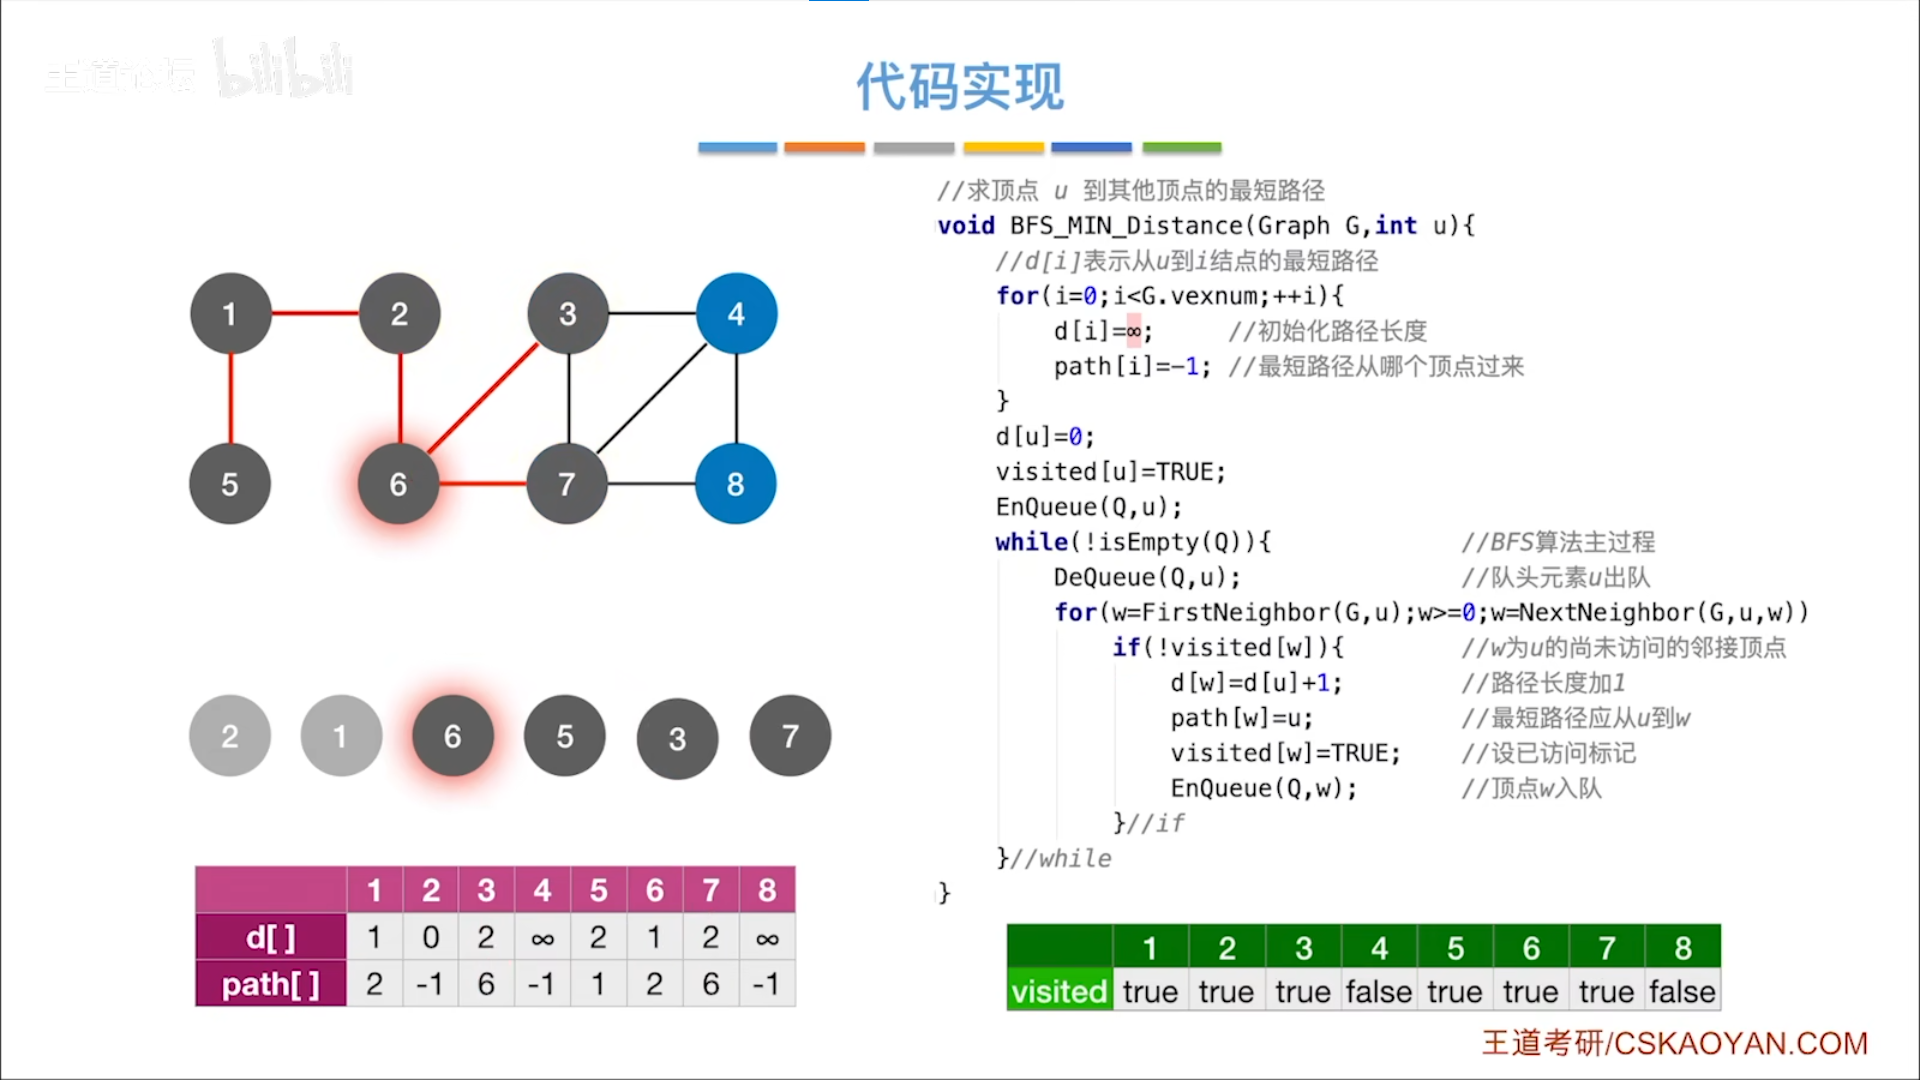 王道论坛 bilibili
代码实现
1 2 3 4
5 6 7 8
2 1 6 5 3 7
1 2 3 4 5 6 7 8
d[ ] 1 0 2 ∞ 2 1 2 ∞
path[ ] 2 -1 6 -1 1 2 6 -1
//求顶点 u 到其他顶点的最短路径
void BFS_MIN_Distance(Graph G,int u){
//d[i]表示从u到i结点的最短路径
for(i=0;i<G.vexnum;++i){
d[i]=∞; //初始化路径长度
path[i]=-1; //最短路径从哪个顶点过来
}
d[u]=0;
visited[u]=TRUE;
EnQueue(Q,u);
while(!isEmpty(Q)){ //BFS算法主过程
DeQueue(Q,u); //队头元素u出队
for(w=FirstNeighbor(G,u);w>=0;w=NextNeighbor(G,u,w))
if(!visited[w]){ //w为u的尚未访问的邻接顶点
d[w]=d[u]+1; //路径长度加1
path[w]=u; //最短路径应从u到w
visited[w]=TRUE; //设已访问标记
EnQueue(Q,w); //顶点w入队
}//if
}//while
}
1 2 3 4 5 6 7 8
visited true true true false true true true false
王道考研/CSKAOYAN.COM